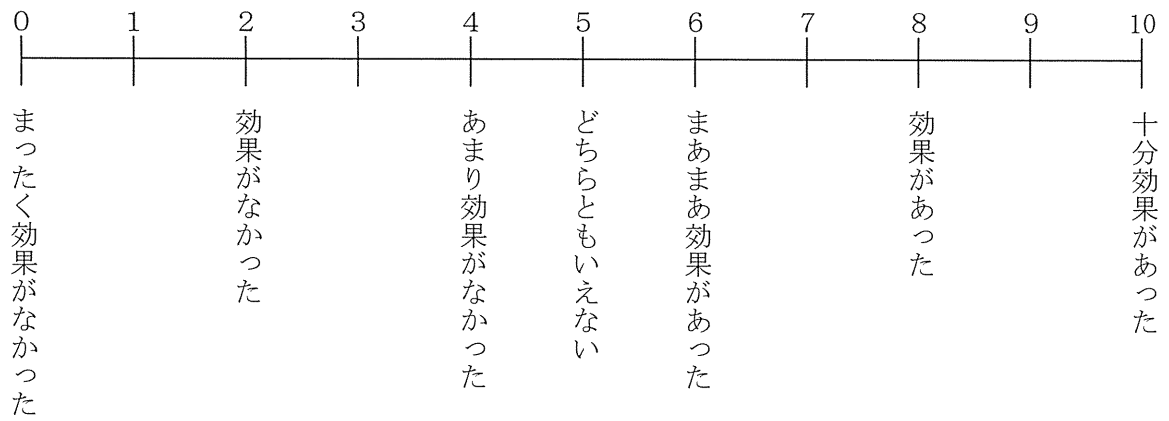 0 1 2 3 4 5 6 7 8 9 10
まったく効果がなかった
効果がなかった
あまり効果がなかった
どちらともいえない
まあまあ効果があった
効果があった
十分効果があった